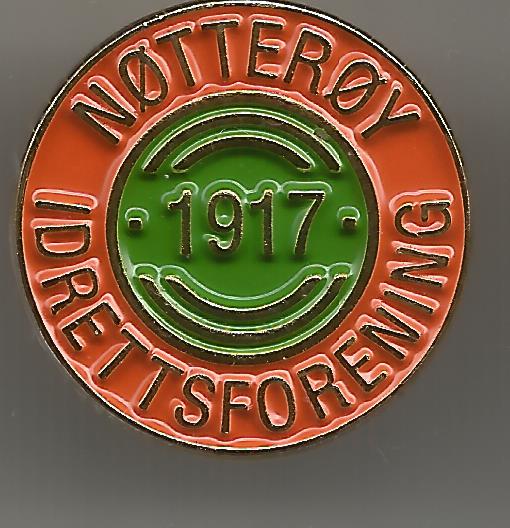 NØTTERØY
· 1917 ·
IDRETTSFORENING